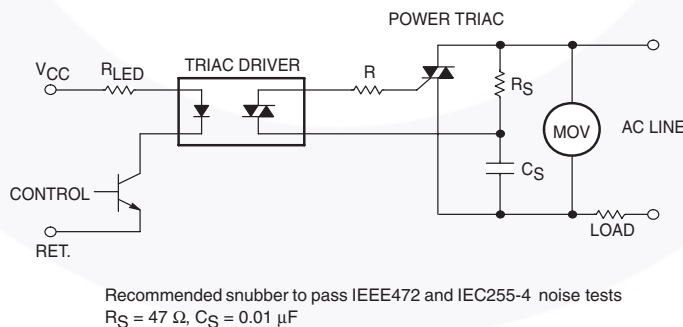 POWER TRIAC
VCC
RLED
TRIAC DRIVER
R
RS
MOV
AC LINE
CS
CONTROL
RET.
LOAD
Recommended snubber to pass IEEE472 and IEC255-4 noise tests
RS = 47 Ω, CS = 0.01 μF